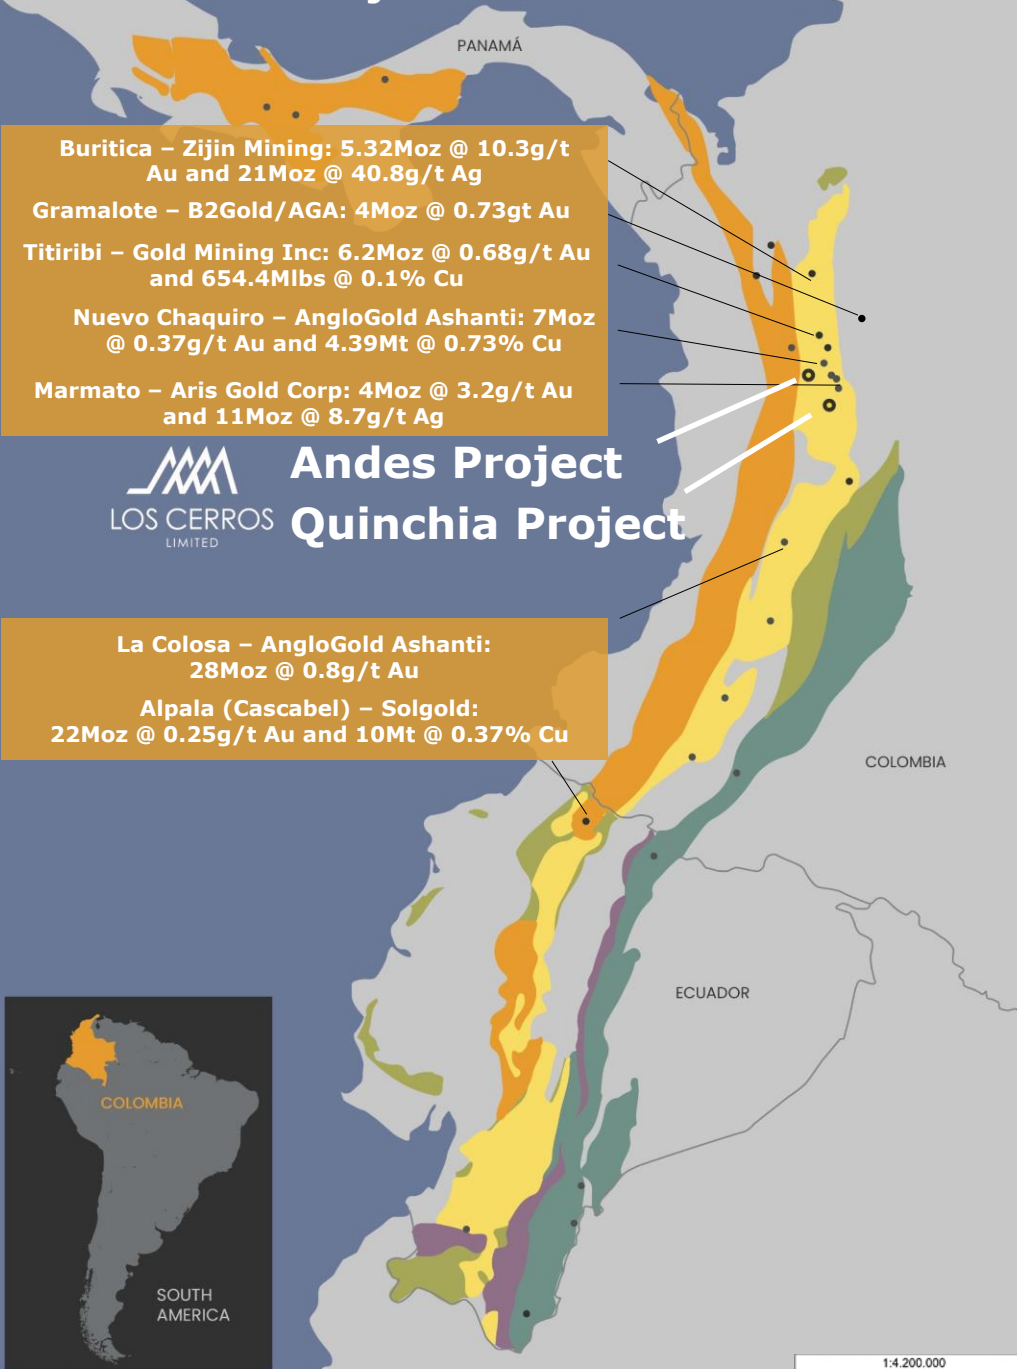 PANAMÁ
Buritica – Zijin Mining: 5.32Moz @ 10.3g/t
Au and 21Moz @ 40.8g/t Ag
Gramalote – B2Gold/AGA: 4Moz @ 0.73gt Au
Titiribi – Gold Mining Inc: 6.2Moz @ 0.68g/t Au
and 654.4Mlbs @ 0.1% Cu
Nuevo Chaquiro – AngloGold Ashanti: 7Moz
@ 0.37g/t Au and 4.39Mt @ 0.73% Cu
Marmato – Aris Gold Corp: 4Moz @ 3.2g/t Au
and 11Moz @ 8.7g/t Ag
LOS CERROS
LIMITED
Andes Project
Quinchia Project
La Colosa – AngloGold Ashanti:
28Moz @ 0.8g/t Au
Alpala (Cascabel) – Solgold:
22Moz @ 0.25g/t Au and 10Mt @ 0.37% Cu
COLOMBIA
ECUADOR
COLOMBIA
SOUTH
AMERICA
1:4.200.000